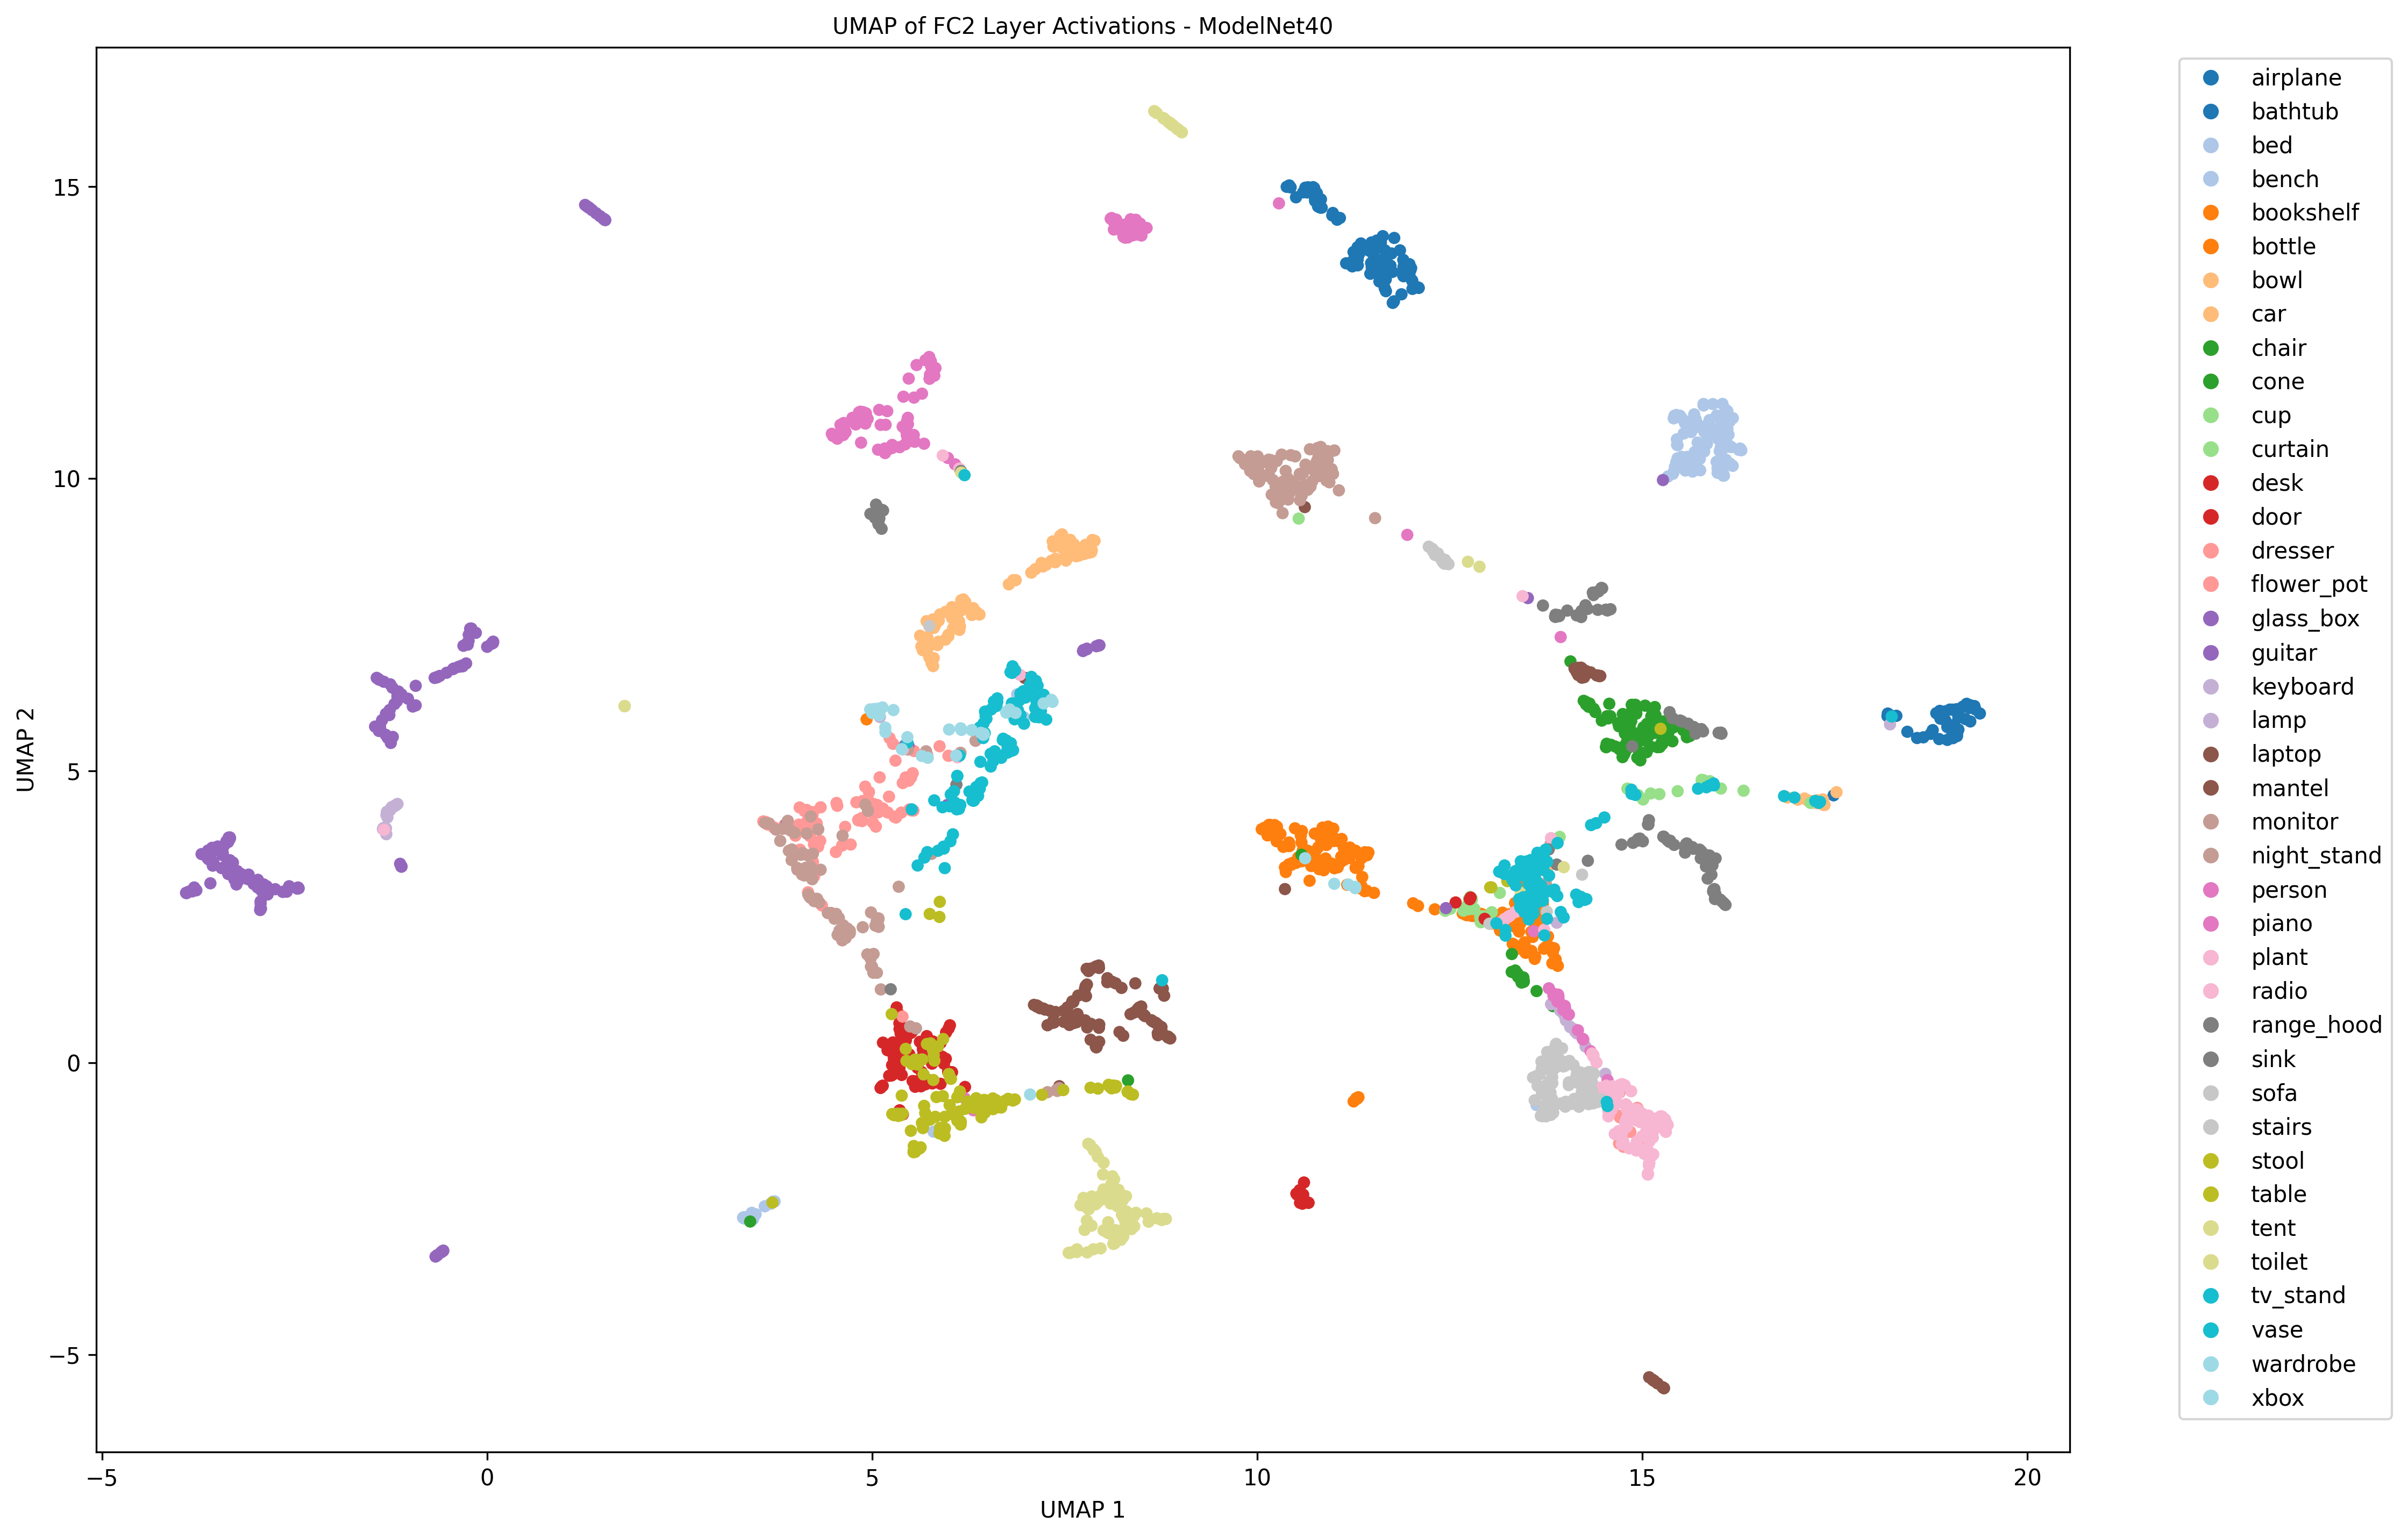 UMAP of FC2 Layer Activations - ModelNet40
15
10
5
0
−5
UMAP 2
−5
0
5
10
15
20
UMAP 1
airplane
bathtub
bed
bench
bookshelf
bottle
bowl
car
chair
cone
cup
curtain
desk
door
dresser
flower_pot
glass_box
guitar
keyboard
lamp
laptop
mantel
monitor
night_stand
person
piano
plant
radio
range_hood
sink
sofa
stairs
stool
table
tent
toilet
tv_stand
vase
wardrobe
xbox